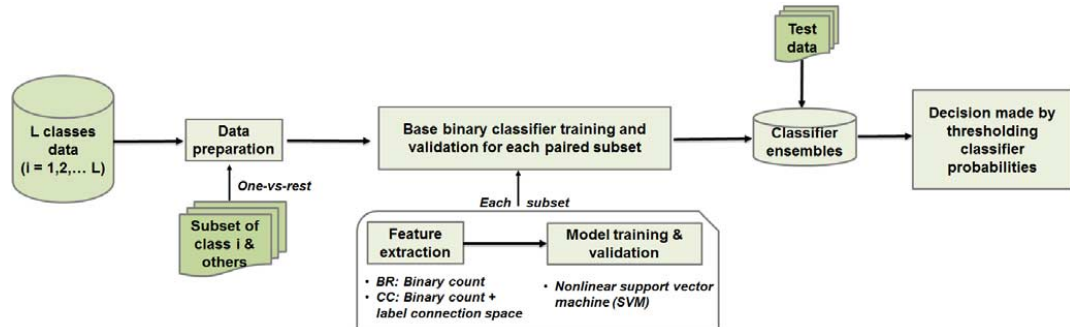 Test
data
L classes
data
(i = 1,2,... L)
Data
preparation
Base binary classifier training and
validation for each paired subset
Classifier
ensembles
Decision made by
thresholding
classifier
probabilities
One-vs-rest
Subset of
class i &
others
Each subset
Feature
extraction
Model training &
validation
• BR: Binary count
• CC: Binary count +
label connection space
• Nonlinear support vector
machine (SVM)